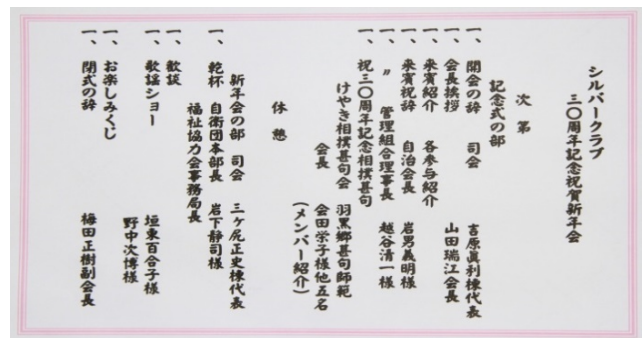 シルバークラブ
三〇周年記念祝賀新年会
次第
記念式の部
一、開会の辞 司会 吉原眞利棟代表
一、会長挨拶 山田瑞江会長
一、来賓紹介 各参与紹介
一、来賓祝辞 自治会長 岩男義明様
〃 管理組合理事長 越谷清一様
一、祝三〇周年記念相撲甚句
けやき相撲甚句会 羽黒郷甚句師範
会長 会田栄子様他五名
(メンバー紹介)
休憩
新年会の部 司会 三ケ尻正史棟代表
一、乾杯 自衛団本部長 岩下静司様
福祉協力会事務局長
一、歓談
一、歌謡ショー 垣東百合子様
野中次博様
一、お楽しみくじ
一、閉式の辞 梅田正樹副会長